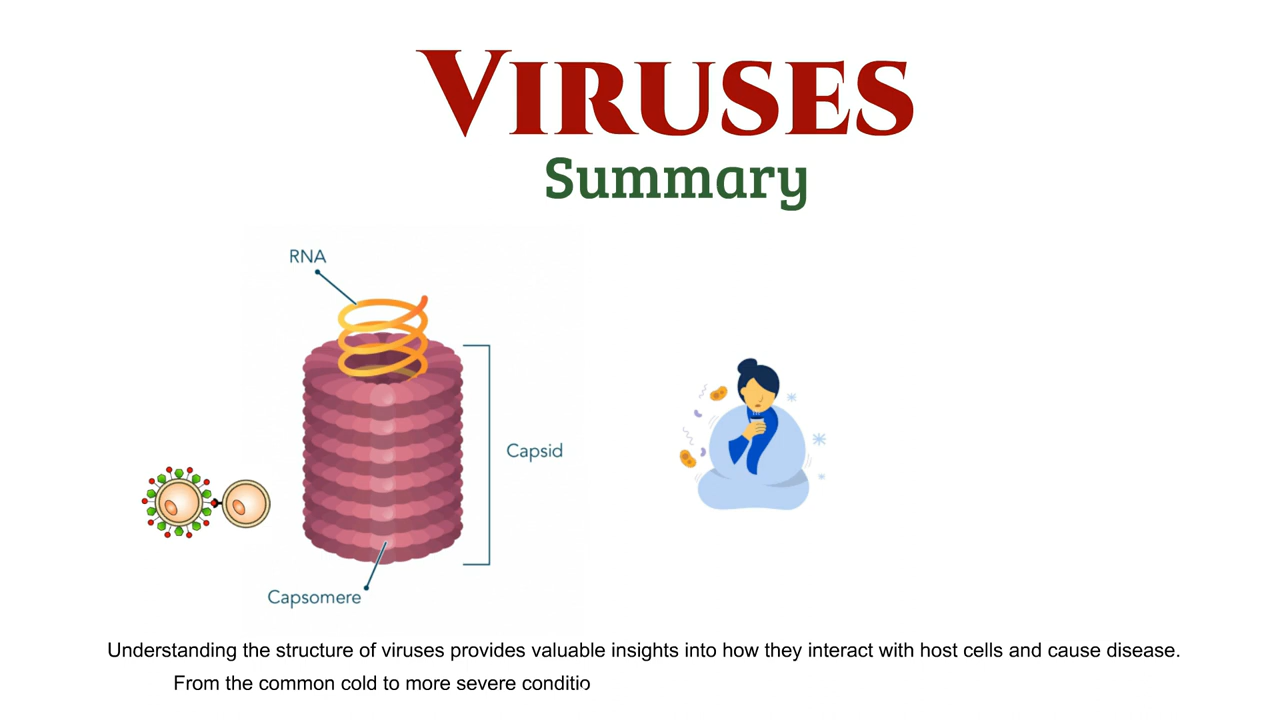 VIRUSES
Summary
RNA
Capsid
Capsomere
Understanding the structure of viruses provides valuable insights into how they interact with host cells and cause disease.
From the common cold to more severe conditio